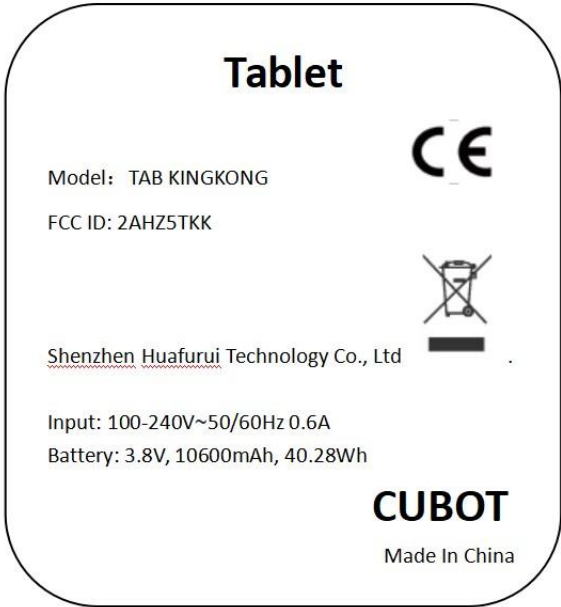 Tablet
CE
Model：TAB KINGKONG
FCC ID: 2AHZ5TKK
Shenzhen Huafurui Technology Co., Ltd .
Input: 100-240V~50/60Hz 0.6A
Battery: 3.8V, 10600mAh, 40.28Wh
CUBOT
Made In China